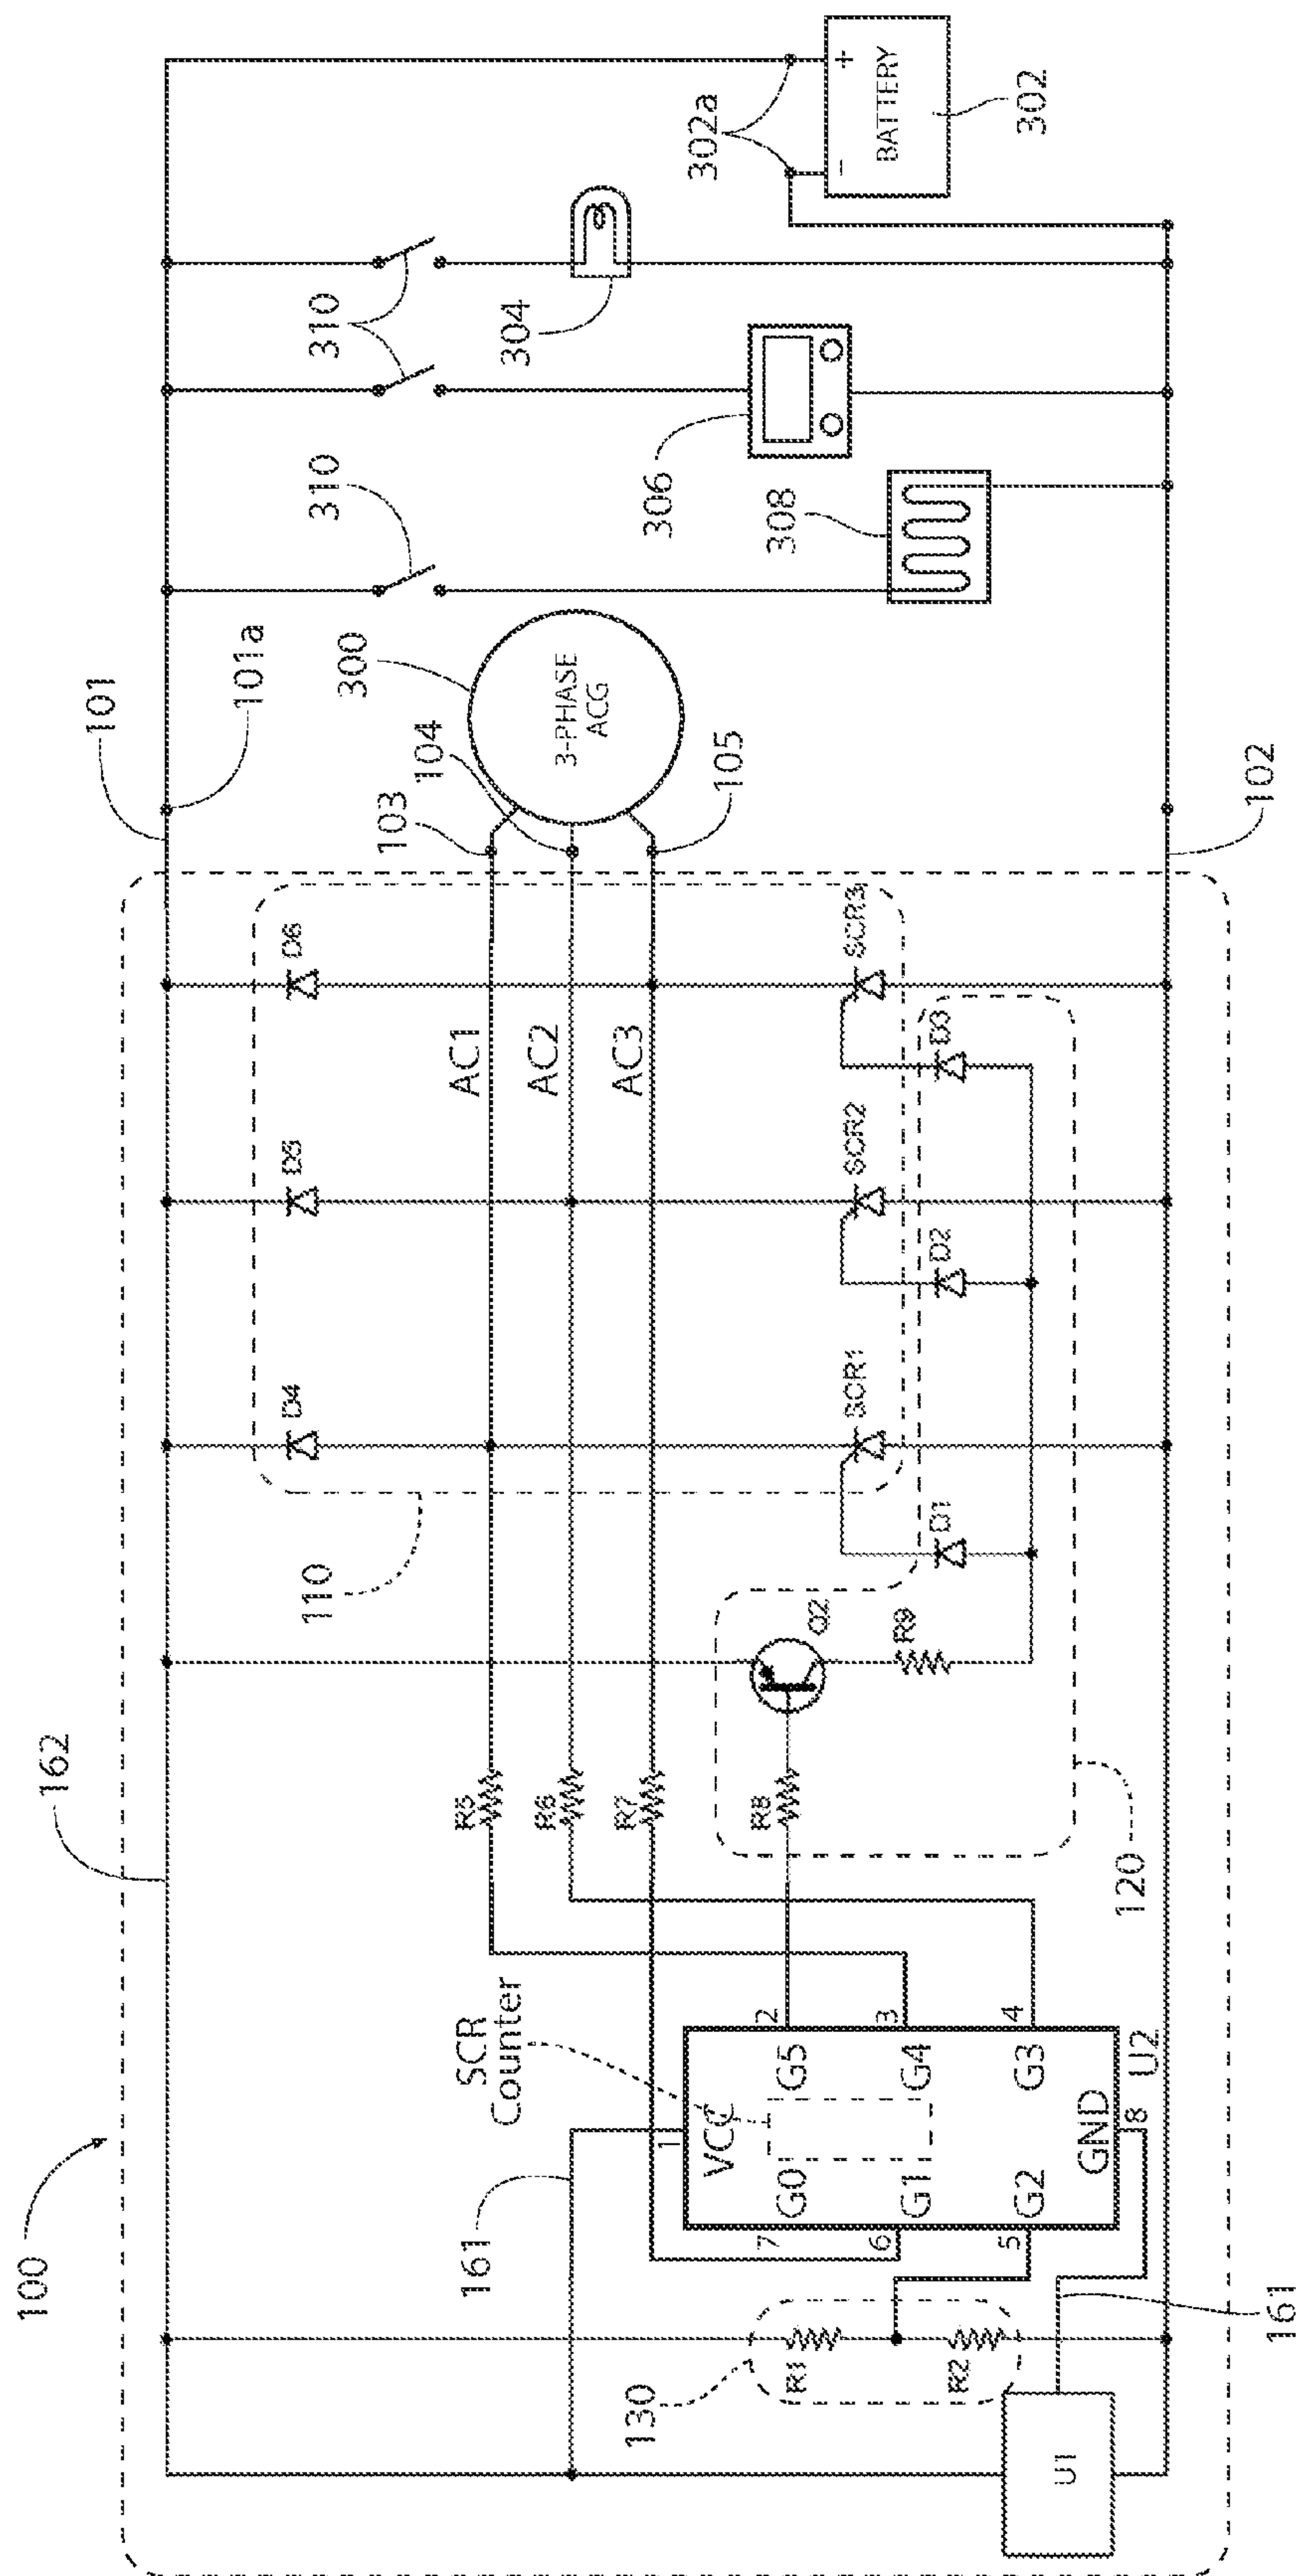 100
162
101
101a
161
SCR
Counter
VCC
1
G0
G5
G1
G4
G2
G3
GND
7
6
5
2
3
4
8
U2
161
U1
130
R1
R2
R5
R6
R7
R8
120
Q2
R9
110
D4
D5
D6
AC1
AC2
AC3
SCR1
SCR2
SCR3
D1
D2
D3
103
104
105
300
3-PHASE
ACG
102
310
310
308
306
304
302a
+
−
BATTERY
302